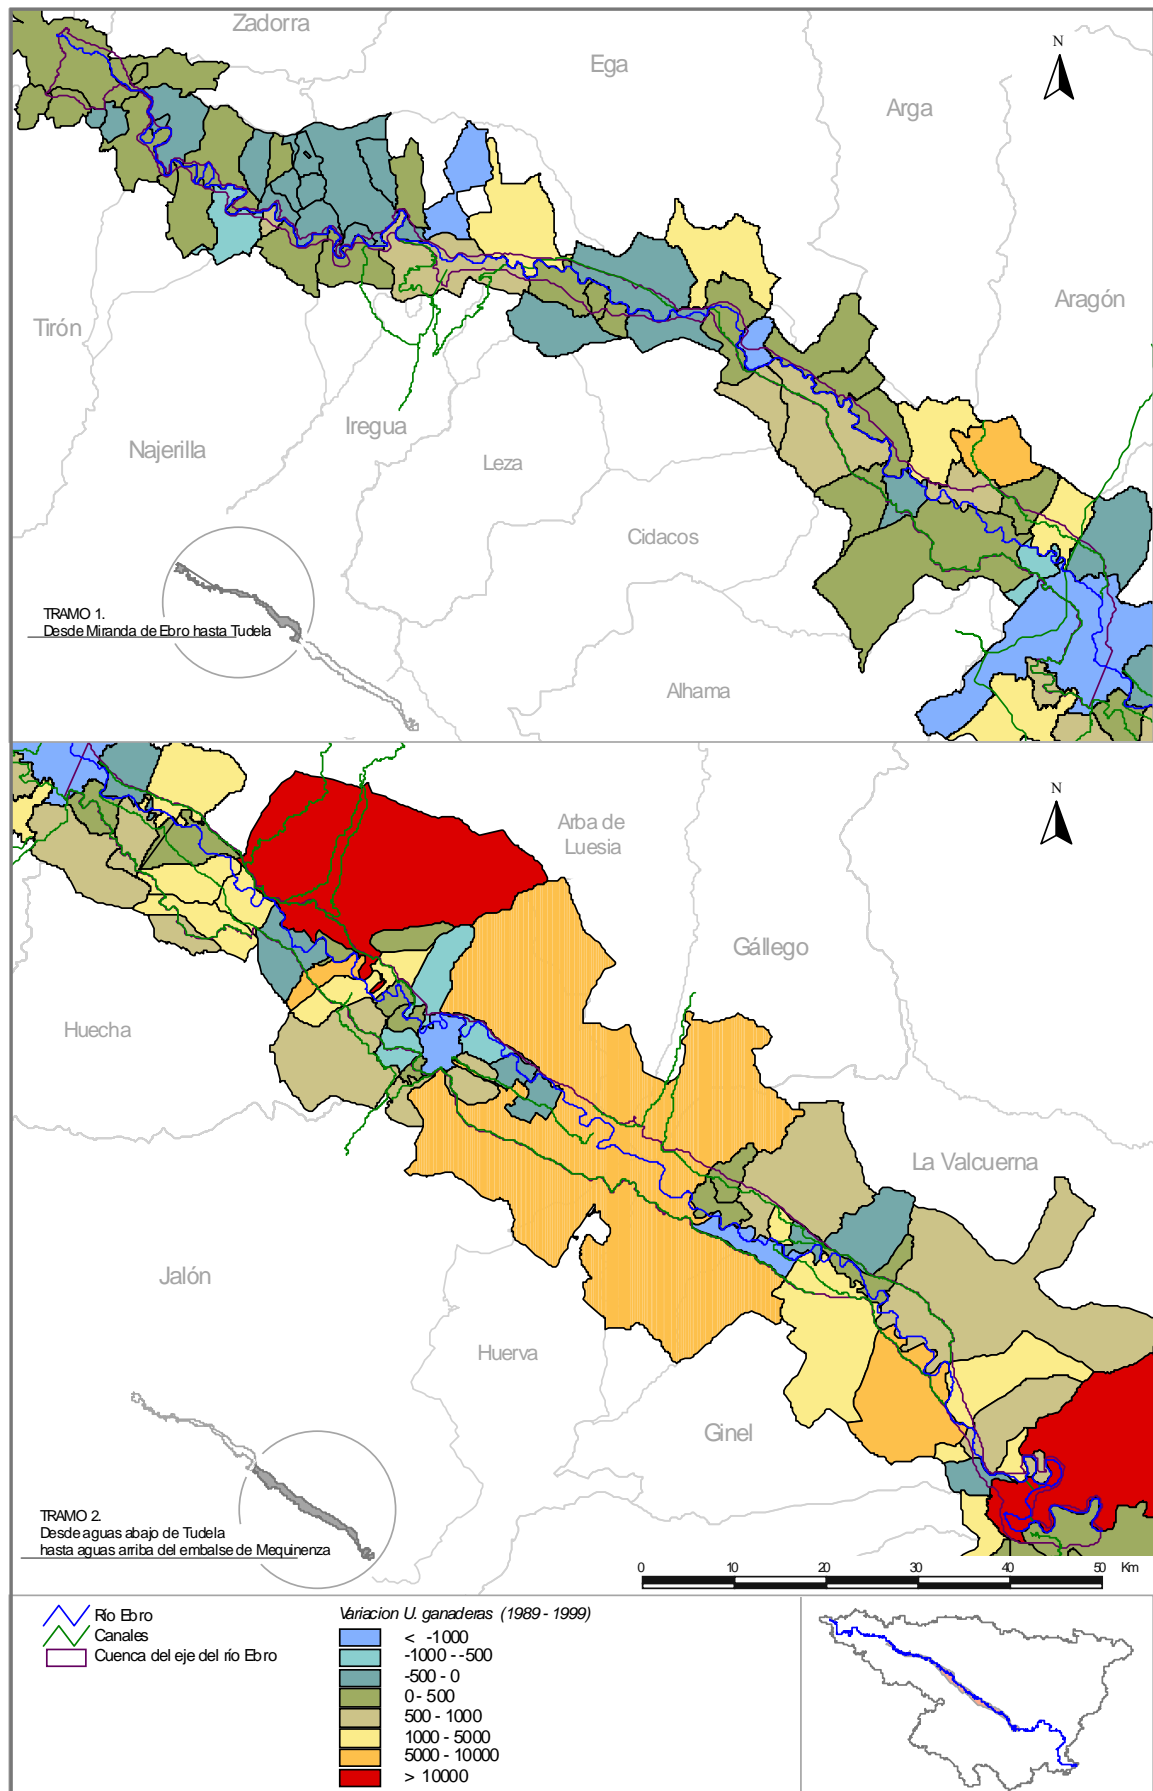 Zadorra
Ega
N
Arga
Aragón
Tirón
Iregua
Najerilla
Leza
Cidacos
TRAMO 1.
Desde Miranda de Ebro hasta Tudela
Alhama
N
Arba de
Luesia
Gállego
Huecha
La Valcuerna
Jalón
Huerva
Ginel
TRAMO 2.
Desde aguas abajo de Tudela
hasta aguas arriba del embalse de Mequinenza
0 10 20 30 40 50 Km
Río Ebro
Canales
Cuenca del eje del río Ebro
Variacion U. ganaderas (1989 - 1999)
< -1000
-1000 - -500
-500 - 0
0 - 500
500 - 1000
1000 - 5000
5000 - 10000
> 10000